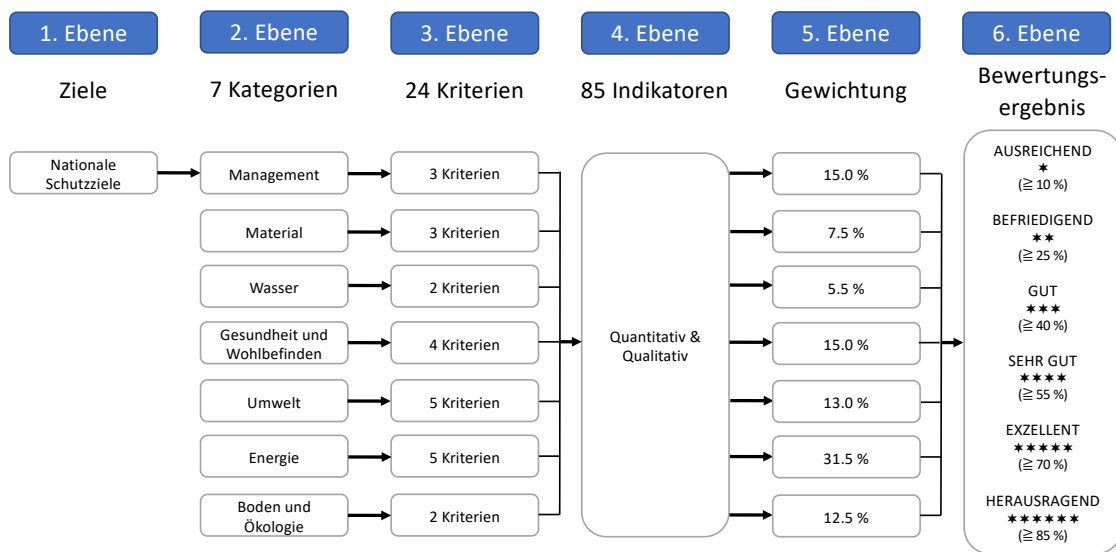 1. Ebene
2. Ebene
3. Ebene
4. Ebene
5. Ebene
6. Ebene
Ziele
7 Kategorien
24 Kriterien
85 Indikatoren
Gewichtung
Bewertungs-
ergebnis
Nationale
Schutzziele
Management
3 Kriterien
15.0 %
Material
3 Kriterien
7.5 %
Wasser
2 Kriterien
5.5 %
Gesundheit und
Wohlbefinden
4 Kriterien
Quantitativ &
Qualitativ
15.0 %
Umwelt
5 Kriterien
13.0 %
Energie
5 Kriterien
31.5 %
Boden und
Ökologie
2 Kriterien
12.5 %
AUSREICHEND
★
(≧ 10 %)
BEFRIEDIGEND
★★
(≧ 25 %)
GUT
★★★
(≧ 40 %)
SEHR GUT
★★★★
(≧ 55 %)
EXZELLENT
★★★★★
(≧ 70 %)
HERAUSRAGEND
★★★★★★
(≧ 85 %)